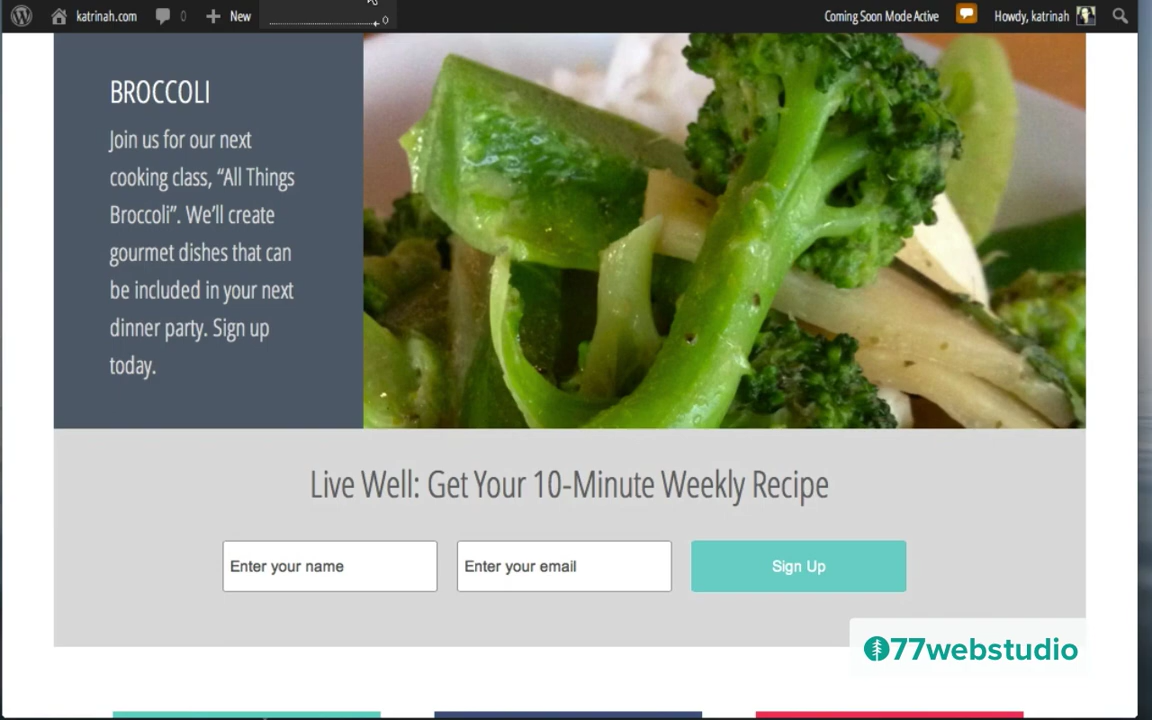 katrinah.com 0 New 0 Coming Soon Mode Active Howdy, katrinah
BROCCOLI
Join us for our next
cooking class, “All Things
Broccoli”. We’ll create
gourmet dishes that can
be included in your next
dinner party. Sign up
today.
Live Well: Get Your 10-Minute Weekly Recipe
Enter your name Enter your email Sign Up
77webstudio